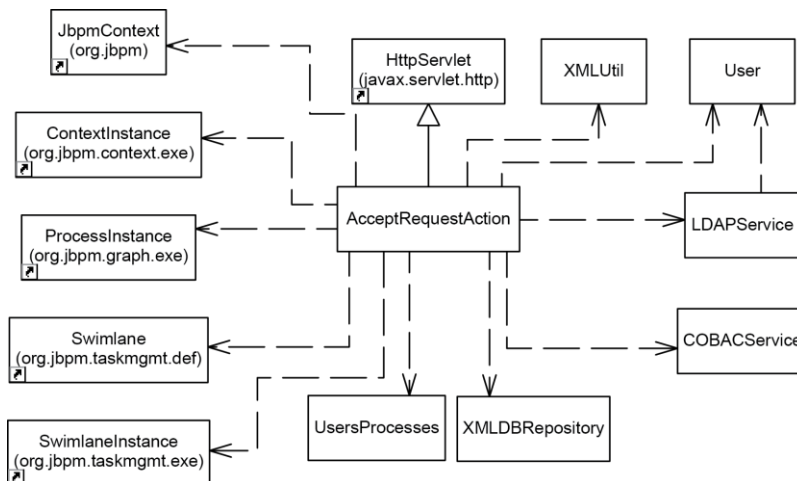 JbpmContext
(org.jbpm)
HttpServlet
(javax.servlet.http)
XMLUtil
User
ContextInstance
(org.jbpm.context.exe)
AcceptRequestAction
ProcessInstance
(org.jbpm.graph.exe)
LDAPService
Swimlane
(org.jbpm.taskmgmt.def)
COBACService
UsersProcesses
XMLDBRepository
SwimlaneInstance
(org.jbpm.taskmgmt.exe)